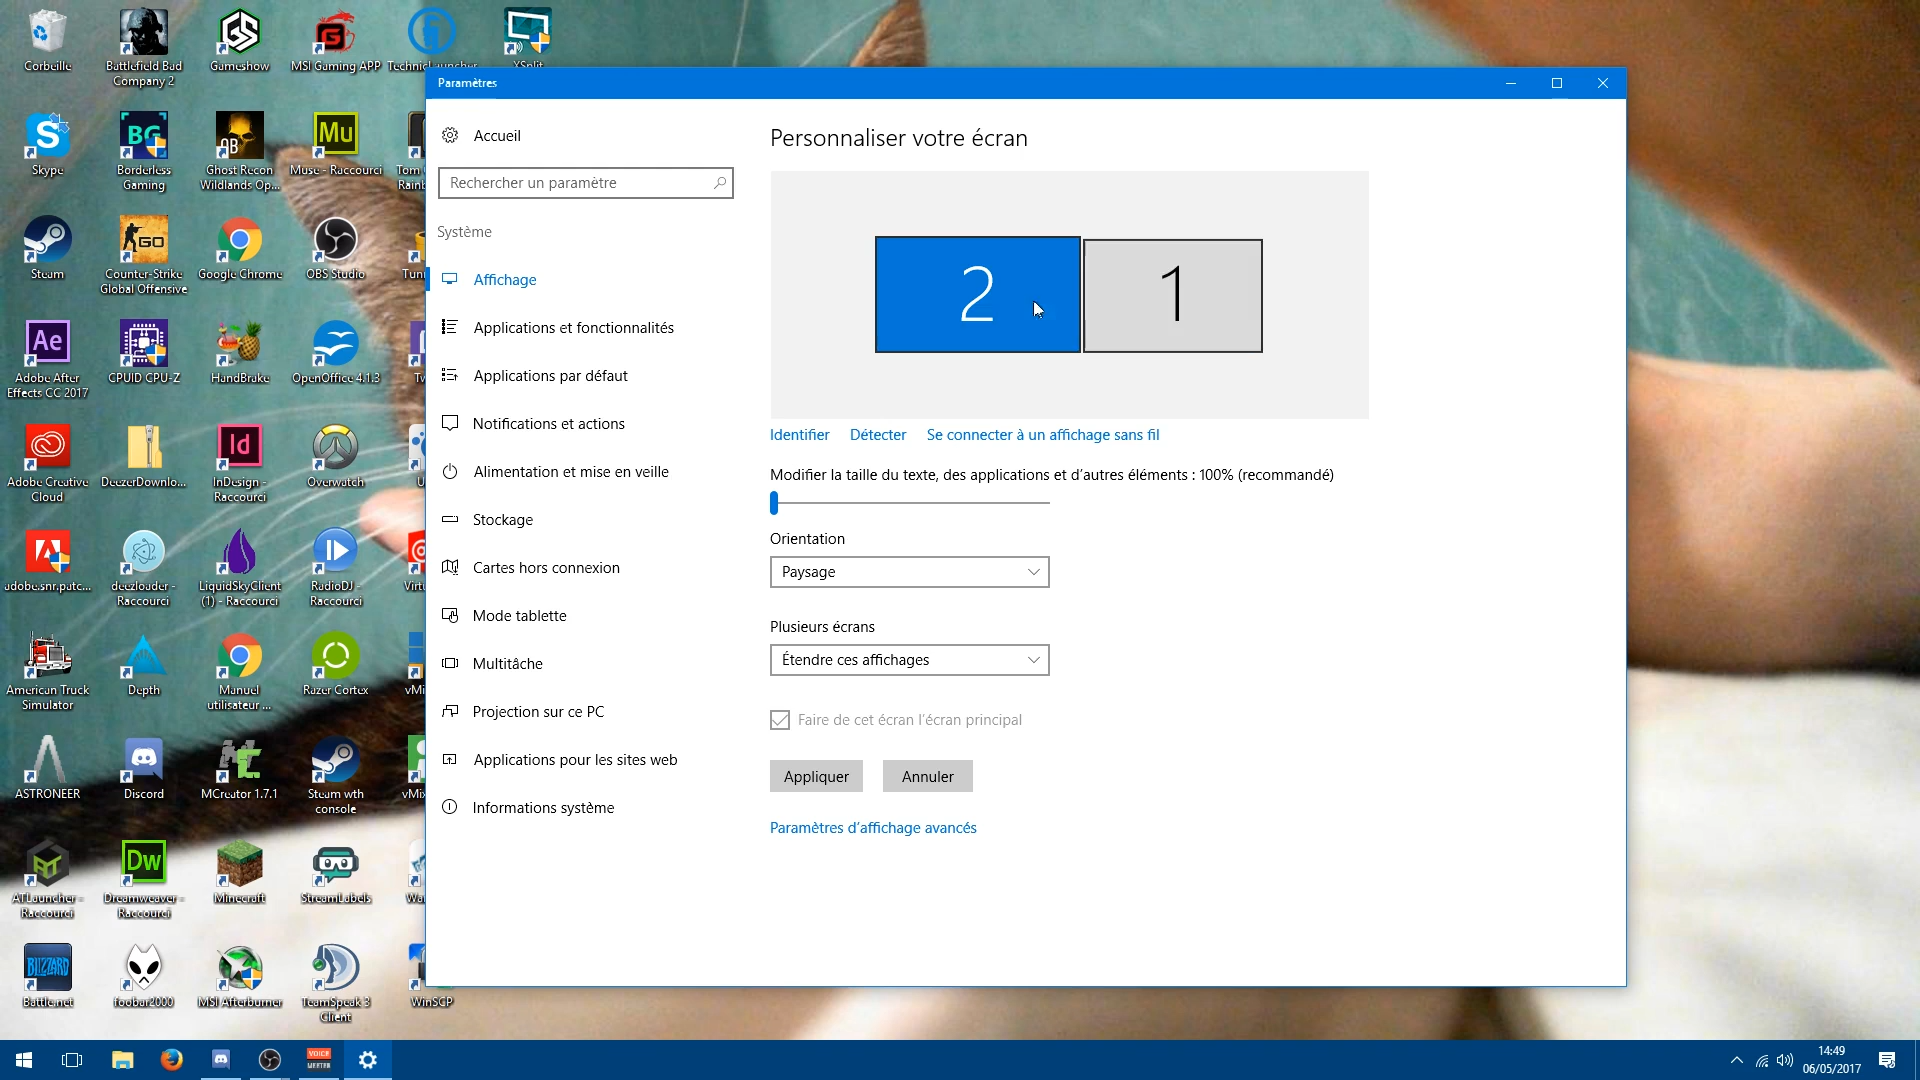 Corbeille
Battlefield Bad
Company 2
Gameshow
MSI Gaming APP
TechnicLauncher
XSplit
Skype
Borderless
Gaming
Ghost Recon
Wildlands Op...
Muse - Raccourci
Steam
Counter-Strike
Global Offensive
Google Chrome
OBS Studio
Adobe After
Effects CC 2017
CPUID CPU-Z
HandBrake
OpenOffice 4.1.3
Adobe Creative
Cloud
DeezerDownlo...
InDesign -
Raccourci
Overwatch
adobe.snr.patc...
deezloader -
Raccourci
LiquidSkyClient
(1) - Raccourci
RadioDJ -
Raccourci
American Truck
Simulator
Depth
Manuel
utilisateur ...
Razer Cortex
ASTRONEER
Discord
MCreator 1.7.1
Steam wth
console
ATLauncher -
Raccourci
Dreamweaver -
Raccourci
Minecraft
StreamLabels
Battle.net
foobar2000
MSI Afterburner
TeamSpeak 3
Client
WinSCP
Paramètres
Accueil
Rechercher un paramètre
Système
Affichage
Applications et fonctionnalités
Applications par défaut
Notifications et actions
Alimentation et mise en veille
Stockage
Cartes hors connexion
Mode tablette
Multitâche
Projection sur ce PC
Applications pour les sites web
Informations système
Personnaliser votre écran
2 1
Identifier Détecter Se connecter à un affichage sans fil
Modifier la taille du texte, des applications et d’autres éléments : 100% (recommandé)
Orientation
Paysage
Plusieurs écrans
Étendre ces affichages
Faire de cet écran l’écran principal
Appliquer Annuler
Paramètres d’affichage avancés
VOICE
MEETER
14:49
06/05/2017